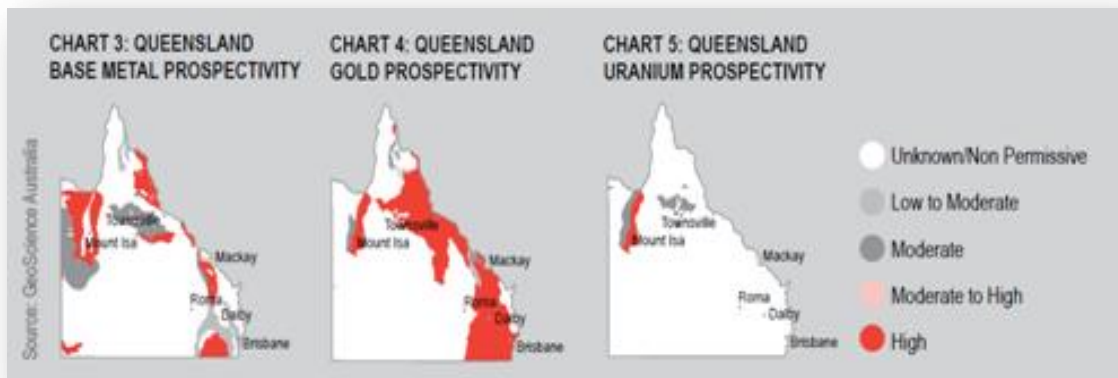 CHART 3: QUEENSLAND
BASE METAL PROSPECTIVITY
CHART 4: QUEENSLAND
GOLD PROSPECTIVITY
CHART 5: QUEENSLAND
URANIUM PROSPECTIVITY
Source: GeoScience Australia
Townsville
Mount Isa
Mackay
Roma
Dalby
Brisbane
Townsville
Mount Isa
Mackay
Roma
Dalby
Brisbane
Townsville
Mount Isa
Mackay
Roma
Dalby
Brisbane
Unknown/Non Permissive
Low to Moderate
Moderate
Moderate to High
High